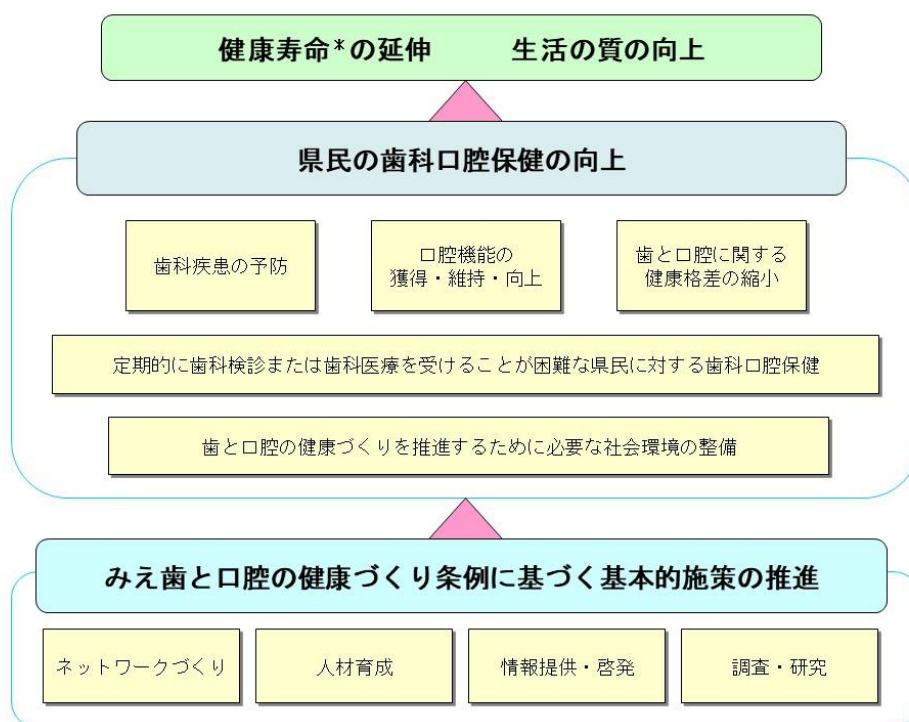 健康寿命*の延伸　　　生活の質の向上
県民の歯科口腔保健の向上
歯科疾患の予防
口腔機能の
獲得・維持・向上
歯と口腔に関する
健康格差の縮小
定期的に歯科検診または歯科医療を受けることが困難な県民に対する歯科口腔保健
歯と口腔の健康づくりを推進するために必要な社会環境の整備
みえ歯と口腔の健康づくり条例に基づく基本的施策の推進
ネットワークづくり
人材育成
情報提供・啓発
調査・研究